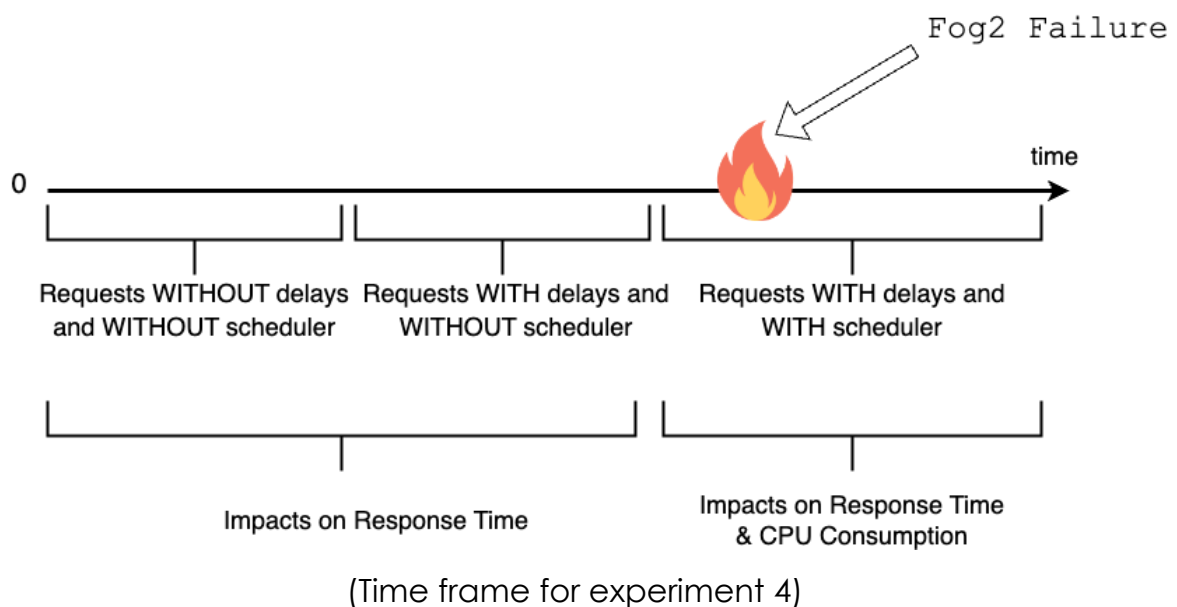 Fog2 Failure
time
0
Requests WITHOUT delays
and WITHOUT scheduler
Requests WITH delays and
WITHOUT scheduler
Requests WITH delays and
WITH scheduler
Impacts on Response Time
Impacts on Response Time
& CPU Consumption
(Time frame for experiment 4)